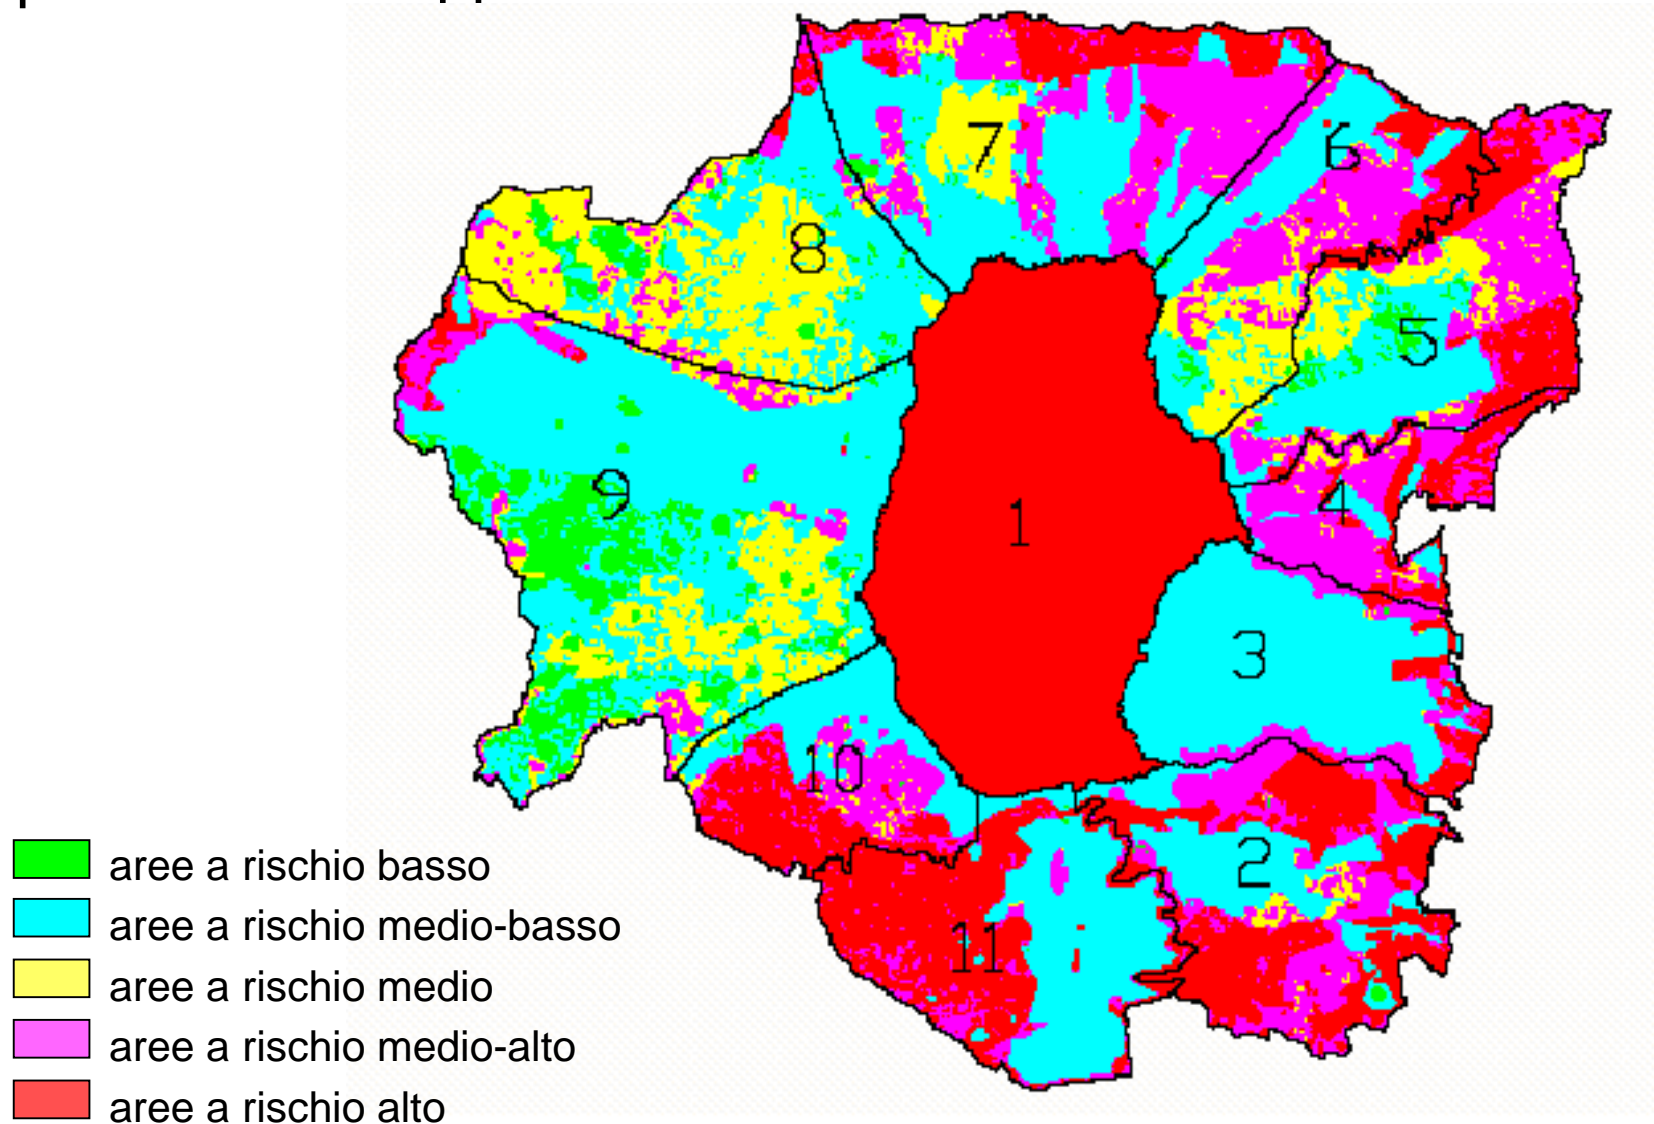 7
6
8
5
9
4
1
3
10
2
11
aree a rischio basso
aree a rischio medio-basso
aree a rischio medio
aree a rischio medio-alto
aree a rischio alto